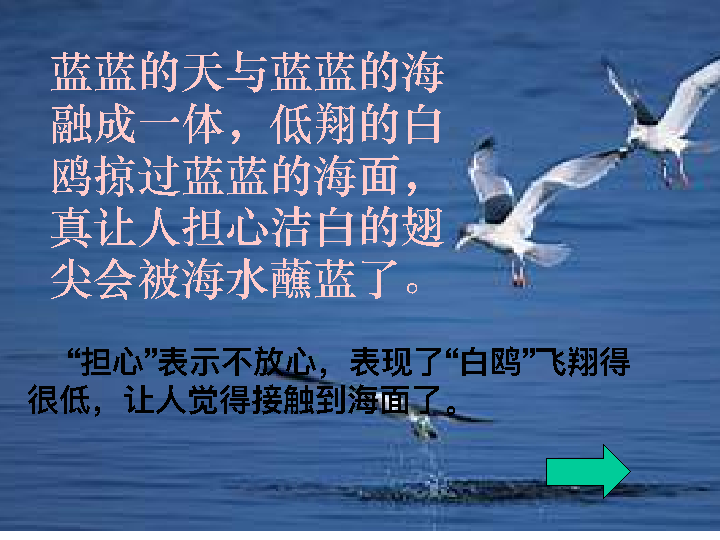 蓝蓝的天与蓝蓝的海
融成一体，低翔的白
鸥掠过蓝蓝的海面，
真让人担心洁白的翅
尖会被海水蘸蓝了。
“担心”表示不放心，表现了“白鸥”飞翔得
很低，让人觉得接触到海面了。